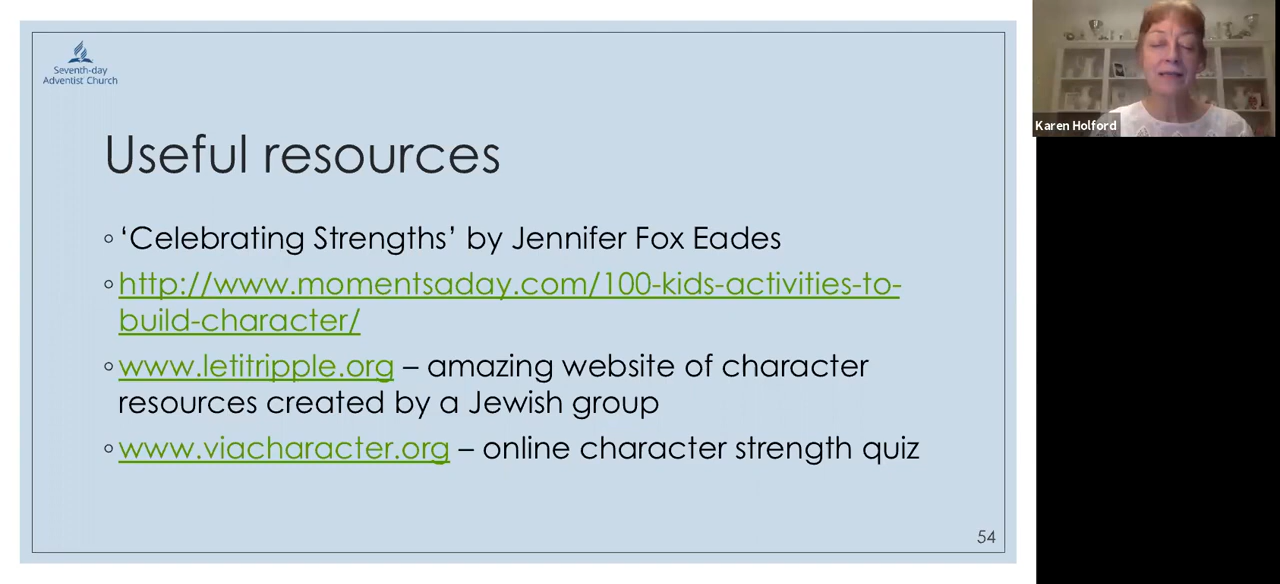 Seventh-day
Adventist Church
Useful resources
◦ ‘Celebrating Strengths’ by Jennifer Fox Eades
◦ http://www.momentsaday.com/100-kids-activities-to-
build-character/
◦ www.letitripple.org – amazing website of character
resources created by a Jewish group
◦ www.viacharacter.org – online character strength quiz
54
Karen Holford